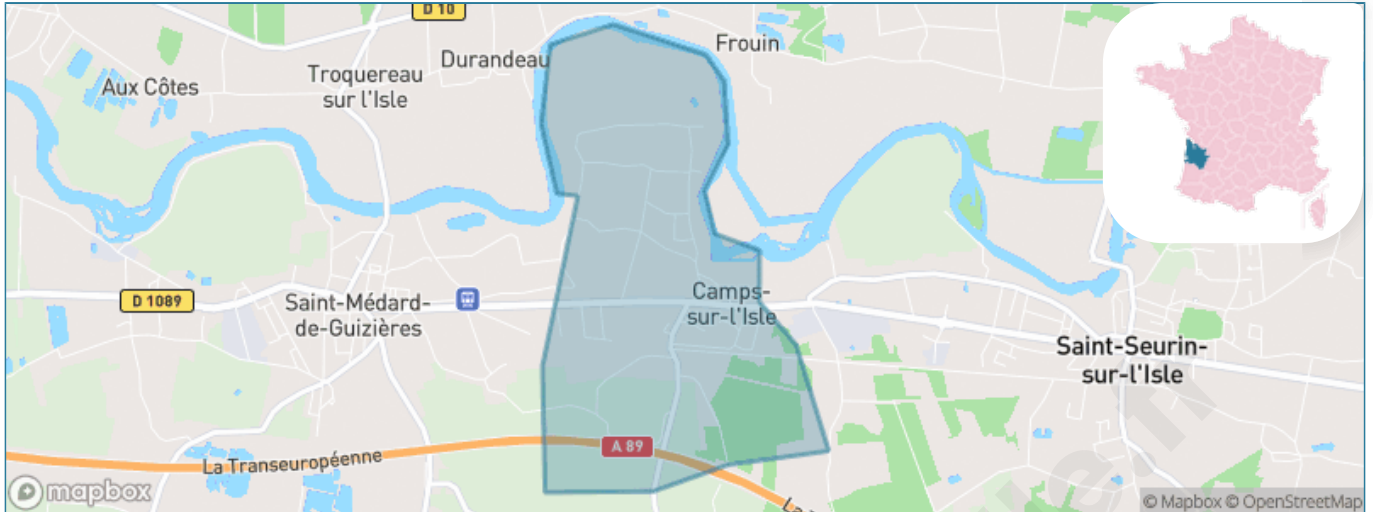 D 10
Frouin
Durandeau
Troquereau
sur l'Isle
Aux Côtes
D 1089
Saint-Médard-
de-Guizières
Camps-
sur-l'Isle
Saint-Seurin-
sur-l'Isle
A 89
La Transeuropéenne
mapbox
© Mapbox © OpenStreetMap